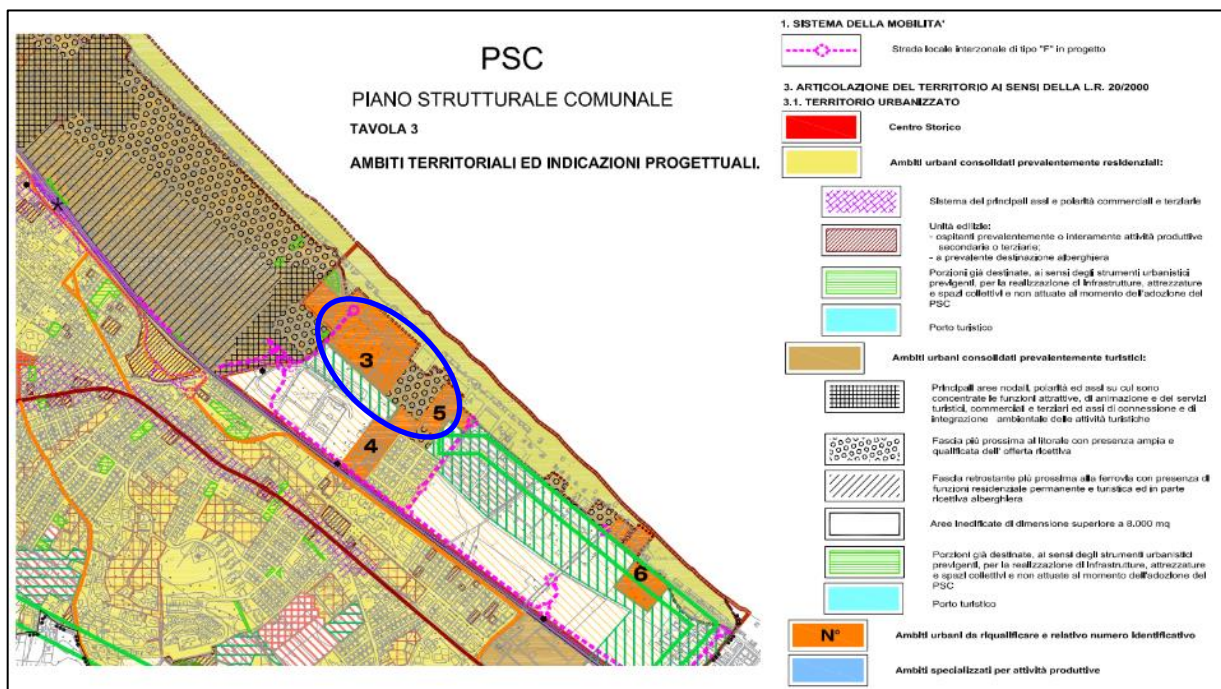 PSC
PIANO STRUTTURALE COMUNALE
TAVOLA 3
AMBITI TERRITORIALI ED INDICAZIONI PROGETTUALI.
3
5
4
6
1. SISTEMA DELLA MOBILITA'
Strada locale interzonale di tipo "F" in progetto
3. ARTICOLAZIONE DEL TERRITORIO AI SENSI DELLA L.R. 20/2000
3.1. TERRITORIO URBANIZZATO
Centro Storico
Ambiti urbani consolidati prevalentemente residenziali:
Sistema dei principali assi e polarità commerciali e terziarie
Unità edilizie:
- ospitanti prevalentemente o interamente attività produttive
secondarie o terziarie;
- a prevalente destinazione alberghiera
Porzioni già destinate, ai sensi degli strumenti urbanistici
previgenti, per la realizzazione di infrastrutture, attrezzature
e spazi collettivi e non attuate al momento dell'adozione del
PSC
Porto turistico
Ambiti urbani consolidati prevalentemente turistici:
Principali aree nodali, polarità ed assi su cui sono
concentrate le funzioni attrattive, di animazione e dei servizi
turistici, commerciali e terziari ed assi di connessione e di
integrazione ambientale delle attività turistiche
Fascia più prossima al litorale con presenza ampia e
qualificata dell' offerta ricettiva
Fascia retrostante più prossima alla ferrovia con presenza di
funzioni residenziale permanente e turistica ed in parte
ricettiva alberghiera
Aree inedificate di dimensione superiore a 8.000 mq
Porzioni già destinate, ai sensi degli strumenti urbanistici
previgenti, per la realizzazione di infrastrutture, attrezzature
e spazi collettivi e non attuate al momento dell'adozione del
PSC
Porto turistico
N°
Ambiti urbani da riqualificare e relativo numero identificativo
Ambiti specializzati per attività produttive